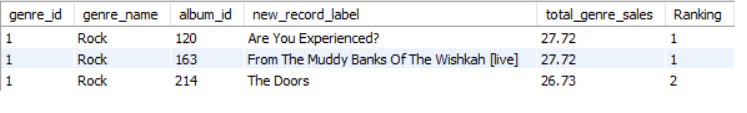 genre_id genre_name album_id new_record_label total_genre_sales Ranking
1 Rock 120 Are You Experienced? 27.72 1
1 Rock 163 From The Muddy Banks Of The Wishkah [live] 27.72 1
1 Rock 214 The Doors 26.73 2